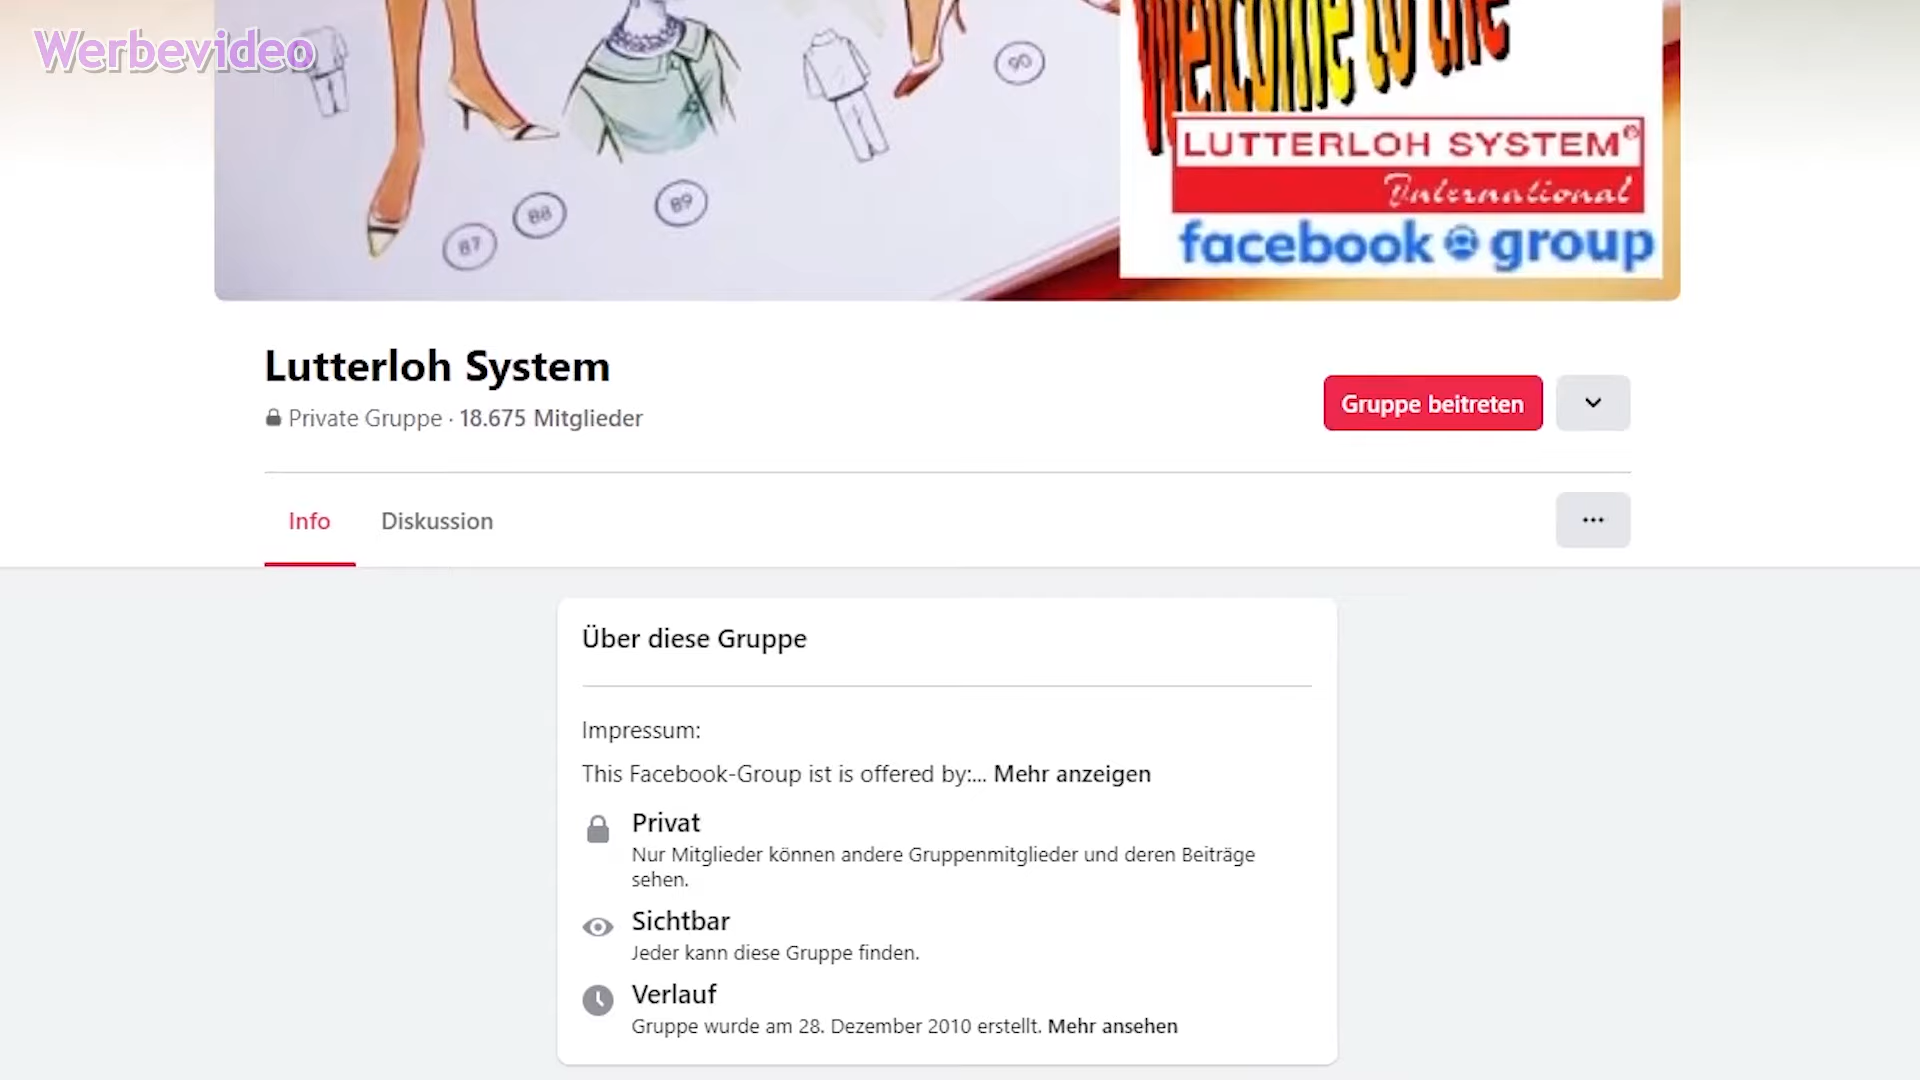 Werbevideo
Welcome to the
87
88
89
90
LUTTERLOH SYSTEM®
International
facebook group
Lutterloh System
Private Gruppe · 18.675 Mitglieder
Gruppe beitreten
Info
Diskussion
Über diese Gruppe
Impressum:
This Facebook-Group ist is offered by:... Mehr anzeigen
Privat
Nur Mitglieder können andere Gruppenmitglieder und deren Beiträge
sehen.
Sichtbar
Jeder kann diese Gruppe finden.
Verlauf
Gruppe wurde am 28. Dezember 2010 erstellt. Mehr ansehen